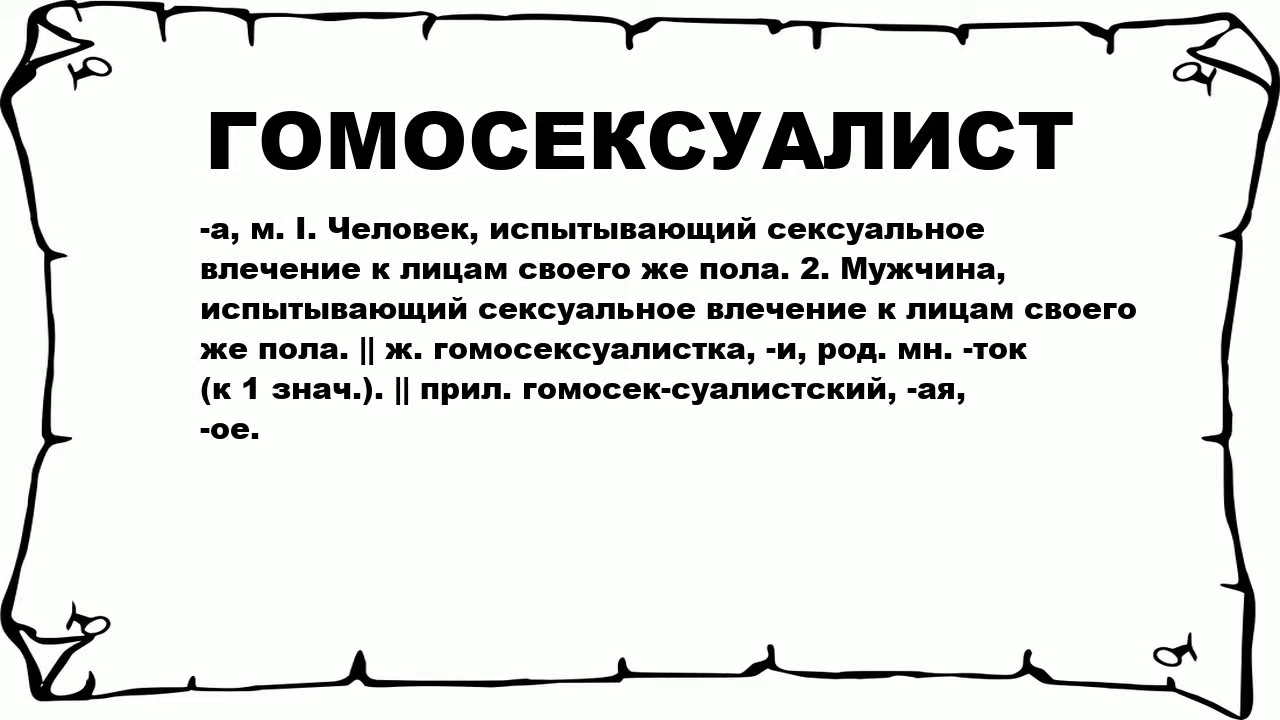 ГОМОСЕКСУАЛИСТ
-а, м. I. Человек, испытывающий сексуальное
влечение к лицам своего же пола. 2. Мужчина,
испытывающий сексуальное влечение к лицам своего
же пола. || ж. гомосексуалистка, -и, род. мн. -ток
(к 1 знач.). || прил. гомосек-суалистский, -ая,
-ое.